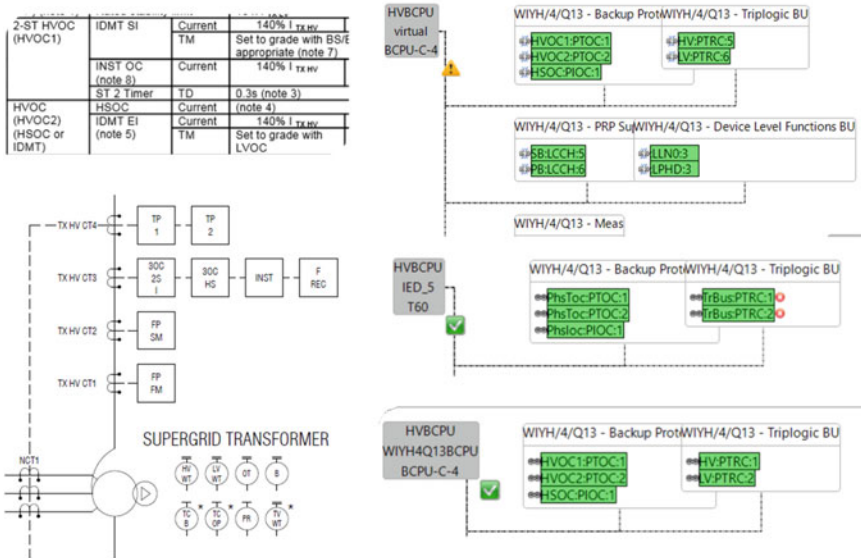 2-ST HVOC
(HVOC1)
IDMT SI
Current
140% I TX HV
TM
Set to grade with BS/E
appropriate (note 7)
INST OC
(note 8)
Current
140% I TX HV
ST 2 Timer
TD
0.3s (note 3)
HVOC
(HVOC2)
(HSOC or
IDMT)
HSOC
Current
(note 4)
IDMT EI
(note 5)
Current
140% I TX HV
TM
Set to grade with
LVOC
TX HV CT4
TP
1
TP
2
TX HV CT3
3OC
2S
I
3OC
HS
INST
F
REC
TX HV CT2
FP
SM
TX HV CT1
FP
FM
SUPERGRID TRANSFORMER
NCT1
HV
WT
LV
WT
OT
B
TC
B
*
TC
OP
*
PR
TV
WT
*
HVBCPU
virtual
BCPU-C-4
WIYH/4/Q13 - Backup Prot
WIYH/4/Q13 - Triplogic BU
HVOC1:PTOC:1
HVOC2:PTOC:2
HSOC:PIOC:1
HV:PTRC:5
LV:PTRC:6
WIYH/4/Q13 - PRP Su
WIYH/4/Q13 - Device Level Functions BU
SB:LCCH:5
PB:LCCH:6
LLN0:3
LPHD:3
WIYH/4/Q13 - Meas
HVBCPU
IED_5
T60
WIYH/4/Q13 - Backup Prot
WIYH/4/Q13 - Triplogic BU
PhsToc:PTOC:1
PhsToc:PTOC:2
PhsIoc:PIOC:1
TrBus:PTRC:1
TrBus:PTRC:2
HVBCPU
WIYH4Q13BCPU
BCPU-C-4
WIYH/4/Q13 - Backup Prot
WIYH/4/Q13 - Triplogic BU
HVOC1:PTOC:1
HVOC2:PTOC:2
HSOC:PIOC:1
HV:PTRC:1
LV:PTRC:2